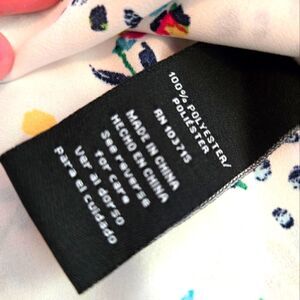 100% POLYESTER/
POLIÉSTER
RN 103715
MADE IN CHINA
HECHO EN CHINA
See reverse
for care
Ver al dorso
para el cuidado